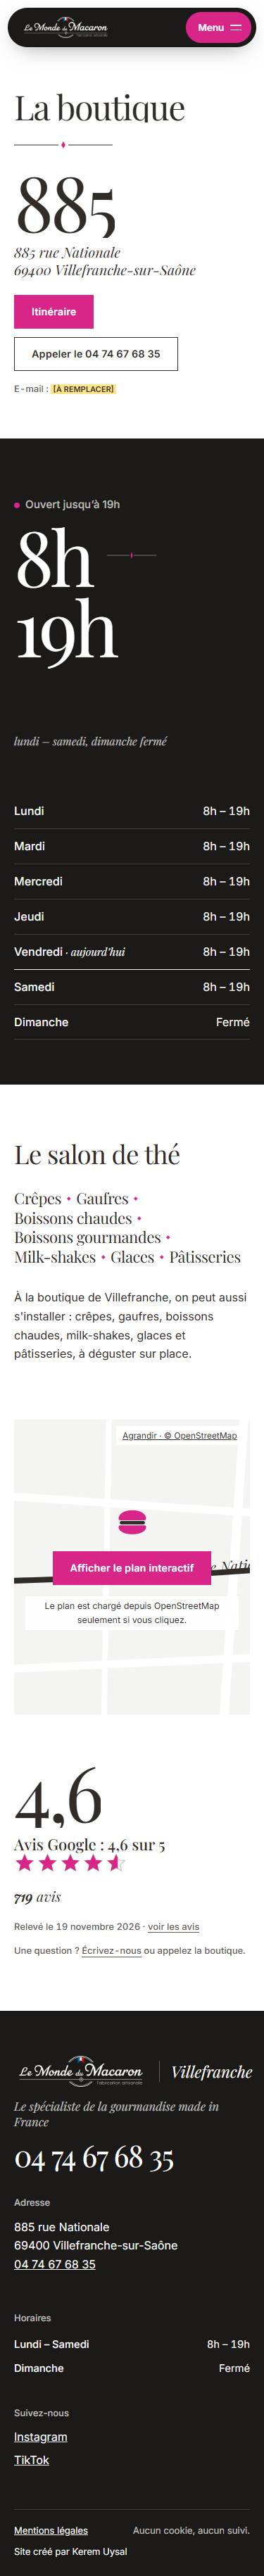 Le Monde du Macaron
Menu
La boutique
885
885 rue Nationale
69400 Villefranche-sur-Saône
Itinéraire
Appeler le 04 74 67 68 35
E-mail : [À REMPLACER]
Ouvert jusqu'à 19h
8h
19h
lundi – samedi, dimanche fermé
Lundi 8h – 19h
Mardi 8h – 19h
Mercredi 8h – 19h
Jeudi 8h – 19h
Vendredi · aujourd'hui 8h – 19h
Samedi 8h – 19h
Dimanche Fermé
Le salon de thé
Crêpes • Gaufres •
Boissons chaudes •
Boissons gourmandes •
Milk-shakes • Glaces • Pâtisseries
À la boutique de Villefranche, on peut aussi
s'installer : crêpes, gaufres, boissons
chaudes, milk-shakes, glaces et
pâtisseries, à déguster sur place.
Agrandir · © OpenStreetMap
Afficher le plan interactif
Le plan est chargé depuis OpenStreetMap
seulement si vous cliquez.
4,6
Avis Google : 4,6 sur 5
719 avis
Relevé le 19 novembre 2026 · voir les avis
Une question ? Écrivez-nous ou appelez la boutique.
Le Monde du Macaron
Fabrication artisanale
Villefranche
Le spécialiste de la gourmandise made in
France
04 74 67 68 35
Adresse
885 rue Nationale
69400 Villefranche-sur-Saône
04 74 67 68 35
Horaires
Lundi – Samedi 8h – 19h
Dimanche Fermé
Suivez-nous
Instagram
TikTok
Mentions légales Aucun cookie, aucun suivi.
Site créé par Kerem Uysal